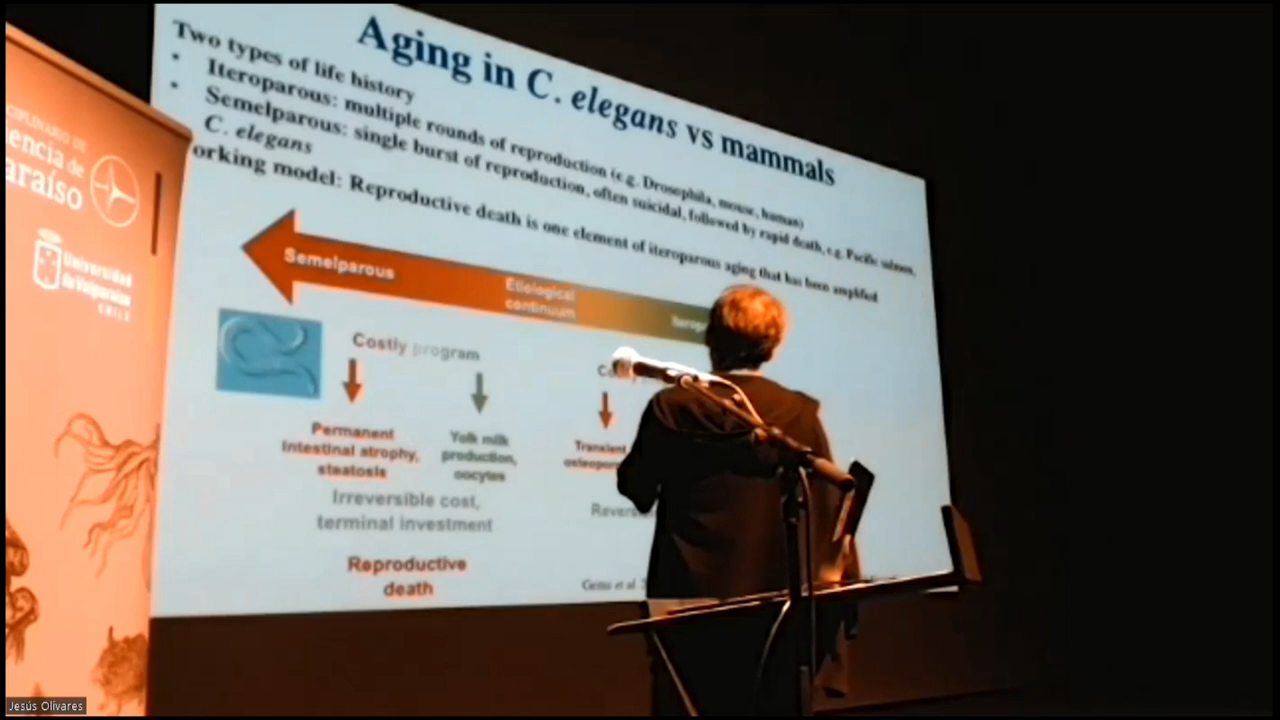 CIPLINARIO DE
encia de
araíso
Universidad
de Valparaíso
CHILE
Aging in C. elegans vs mammals
Two types of life history
• Iteroparous: multiple rounds of reproduction (e.g. Drosophila, mouse, human)
• Semelparous: single burst of reproduction, often suicidal, followed by rapid death, e.g. Pacific salmon,
C. elegans
orking model: Reproductive death is one element of iteroparous aging that has been amplified
Semelparous
Etiological
continuum
Iterop
Costly program
Permanent
Intestinal atrophy,
steatosis
Yolk milk
production,
oocytes
Transient
osteopor
Irreversible cost,
terminal investment
Revers
Reproductive
death
Gems et al.
Jesús Olivares